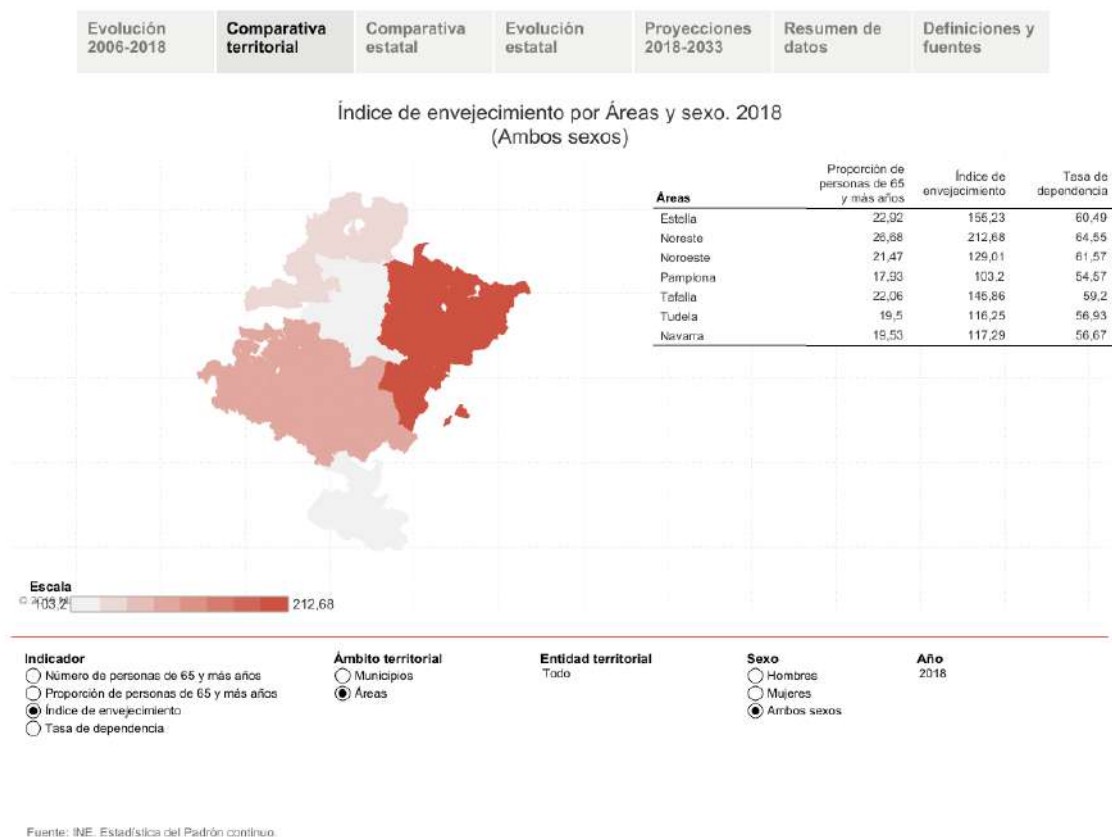 Evolución
2006-2018
Comparativa
territorial
Comparativa
estatal
Evolución
estatal
Proyecciones
2018-2033
Resumen de
datos
Definiciones y
fuentes
Índice de envejecimiento por Áreas y sexo. 2018
(Ambos sexos)
Áreas Proporción de personas de 65 y más años Índice de envejecimiento Tasa de dependencia
Estella 22,92 155,23 60,49
Noreste 26,68 212,68 64,55
Noroeste 21,47 129,01 61,57
Pamplona 17,93 103,2 54,57
Tafalla 22,06 145,86 59,2
Tudela 19,5 116,25 56,93
Navarra 19,53 117,29 56,67
Escala
103,2 212,68
Indicador
Número de personas de 65 y más años
Proporción de personas de 65 y más años
Índice de envejecimiento
Tasa de dependencia
Ámbito territorial
Municipios
Áreas
Entidad territorial
Todo
Sexo
Hombres
Mujeres
Ambos sexos
Año
2018
Fuente: INE. Estadística del Padrón continuo.